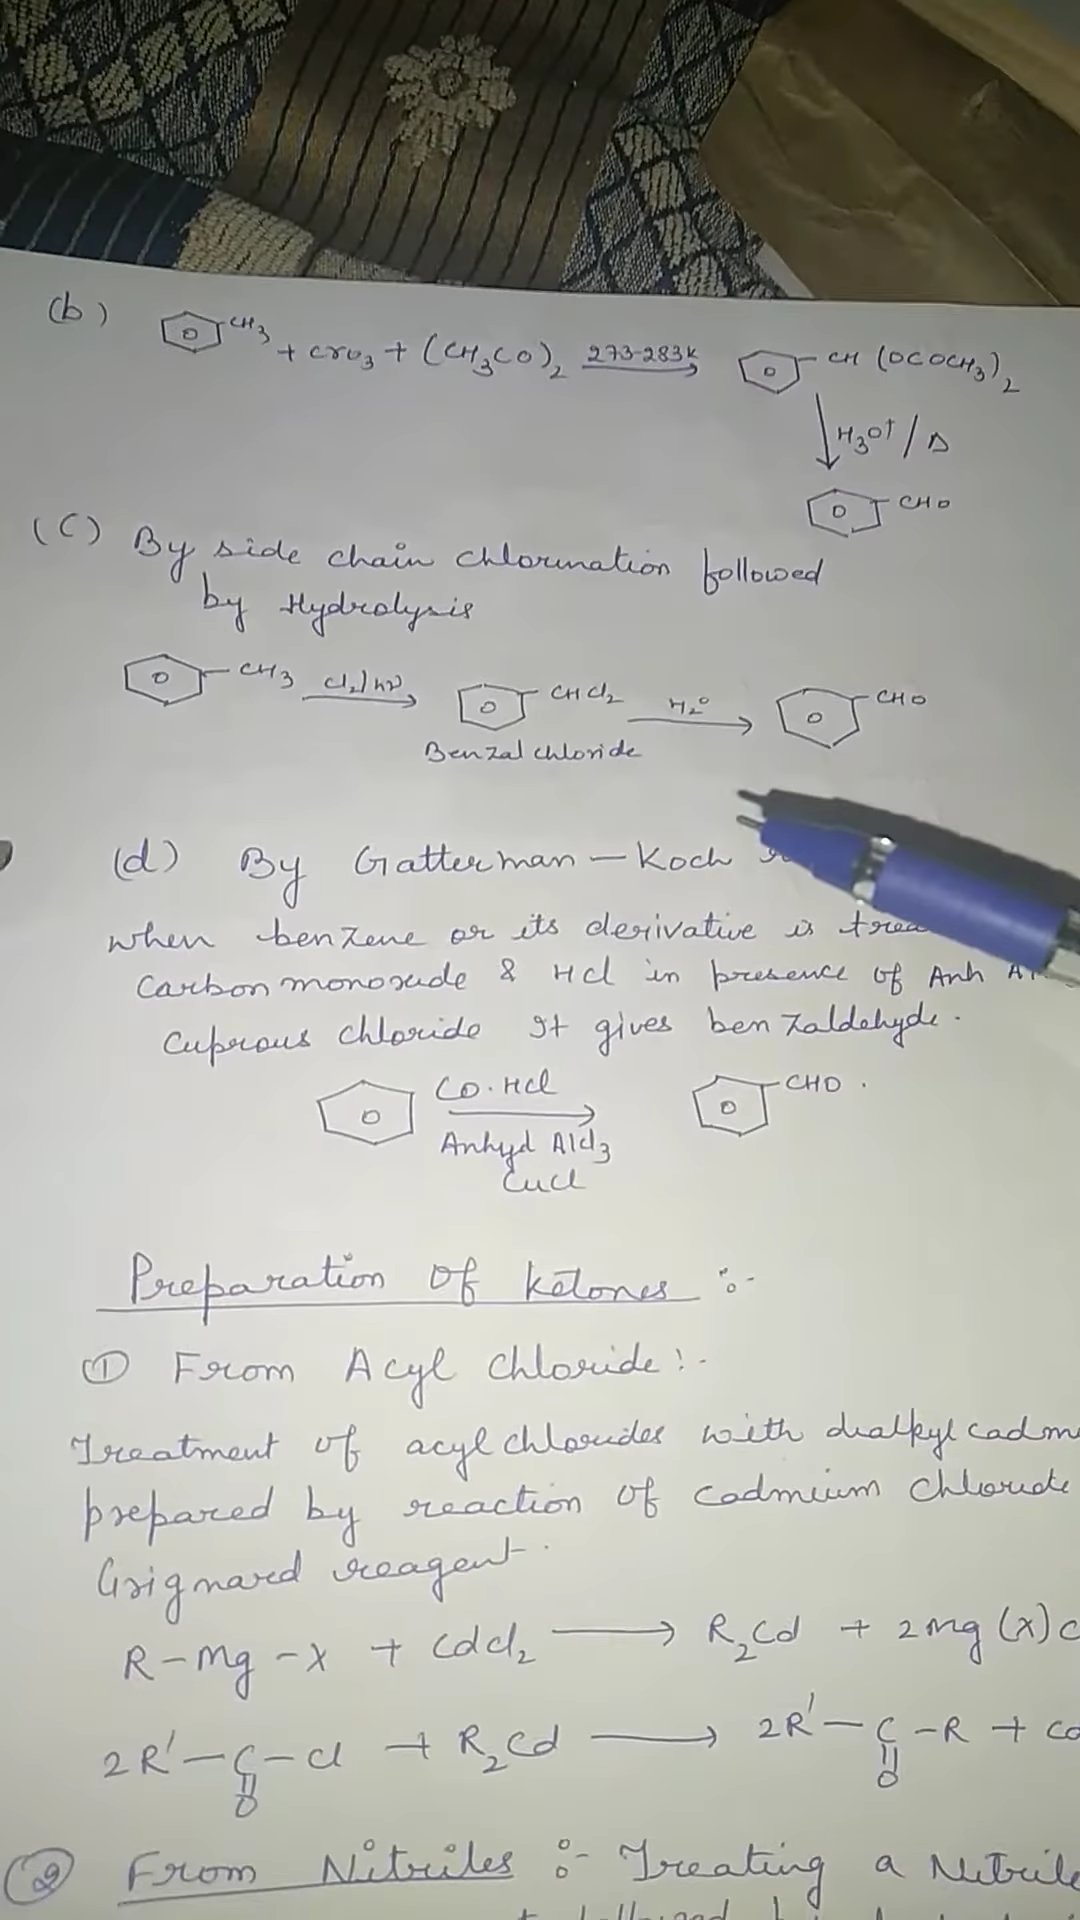 (b) CH3 + CrO3 + (CH3CO)2 273-283K CH (OCOCH3)2
H3O+ / Δ
CHO
(C) By side chain chlorination followed
by Hydrolysis
CH3 Cl2/hν CHCl2 H2O CHO
Benzal chloride
(d) By Gatterman - Koch
when benzene or its derivative is
Carbon monoxide & HCl in presence of Anh
Cuprous chloride It gives benzaldehyde.
CO.HCl CHO.
Anhyd AlCl3
CuCl
Preparation of Ketones :-
① From Acyl Chloride:-
Treatment of acyl chlorides with
prepared by reaction of Cadmium Chloride
Grignard reagent.
R-Mg-X + CdCl2 → R2Cd + 2Mg(X)
2R'-C-Cl + R2Cd → 2R'-C-R +
O O
② From Nitriles :- Treating a Nitrile